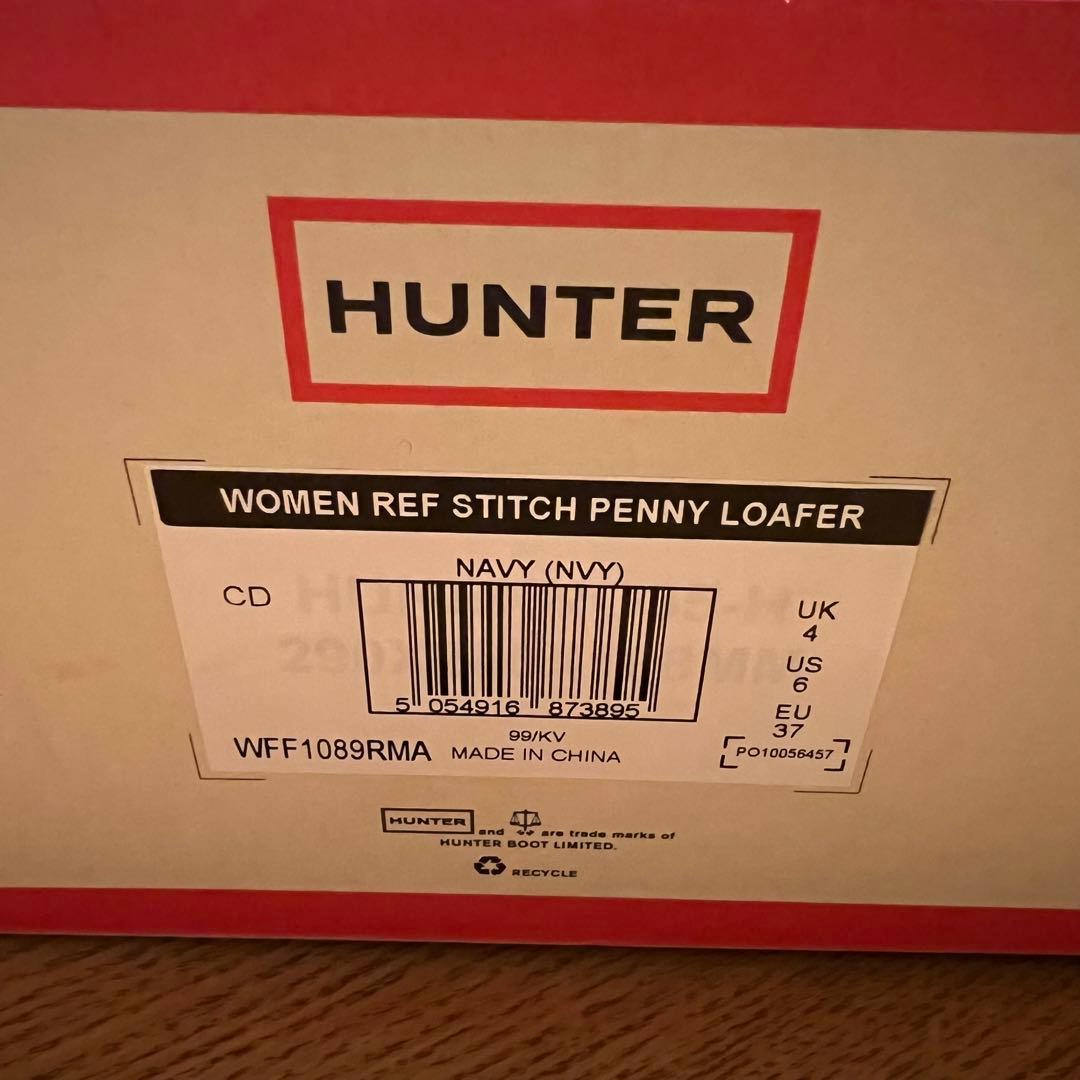 HUNTER
WOMEN REF STITCH PENNY LOAFER
NAVY (NVY)
CD
UK
4
US
6
EU
37
5 054916 873895
99/KV
WFF1089RMA MADE IN CHINA
PO10056457
HUNTER and are trade marks of
HUNTER BOOT LIMITED.
RECYCLE